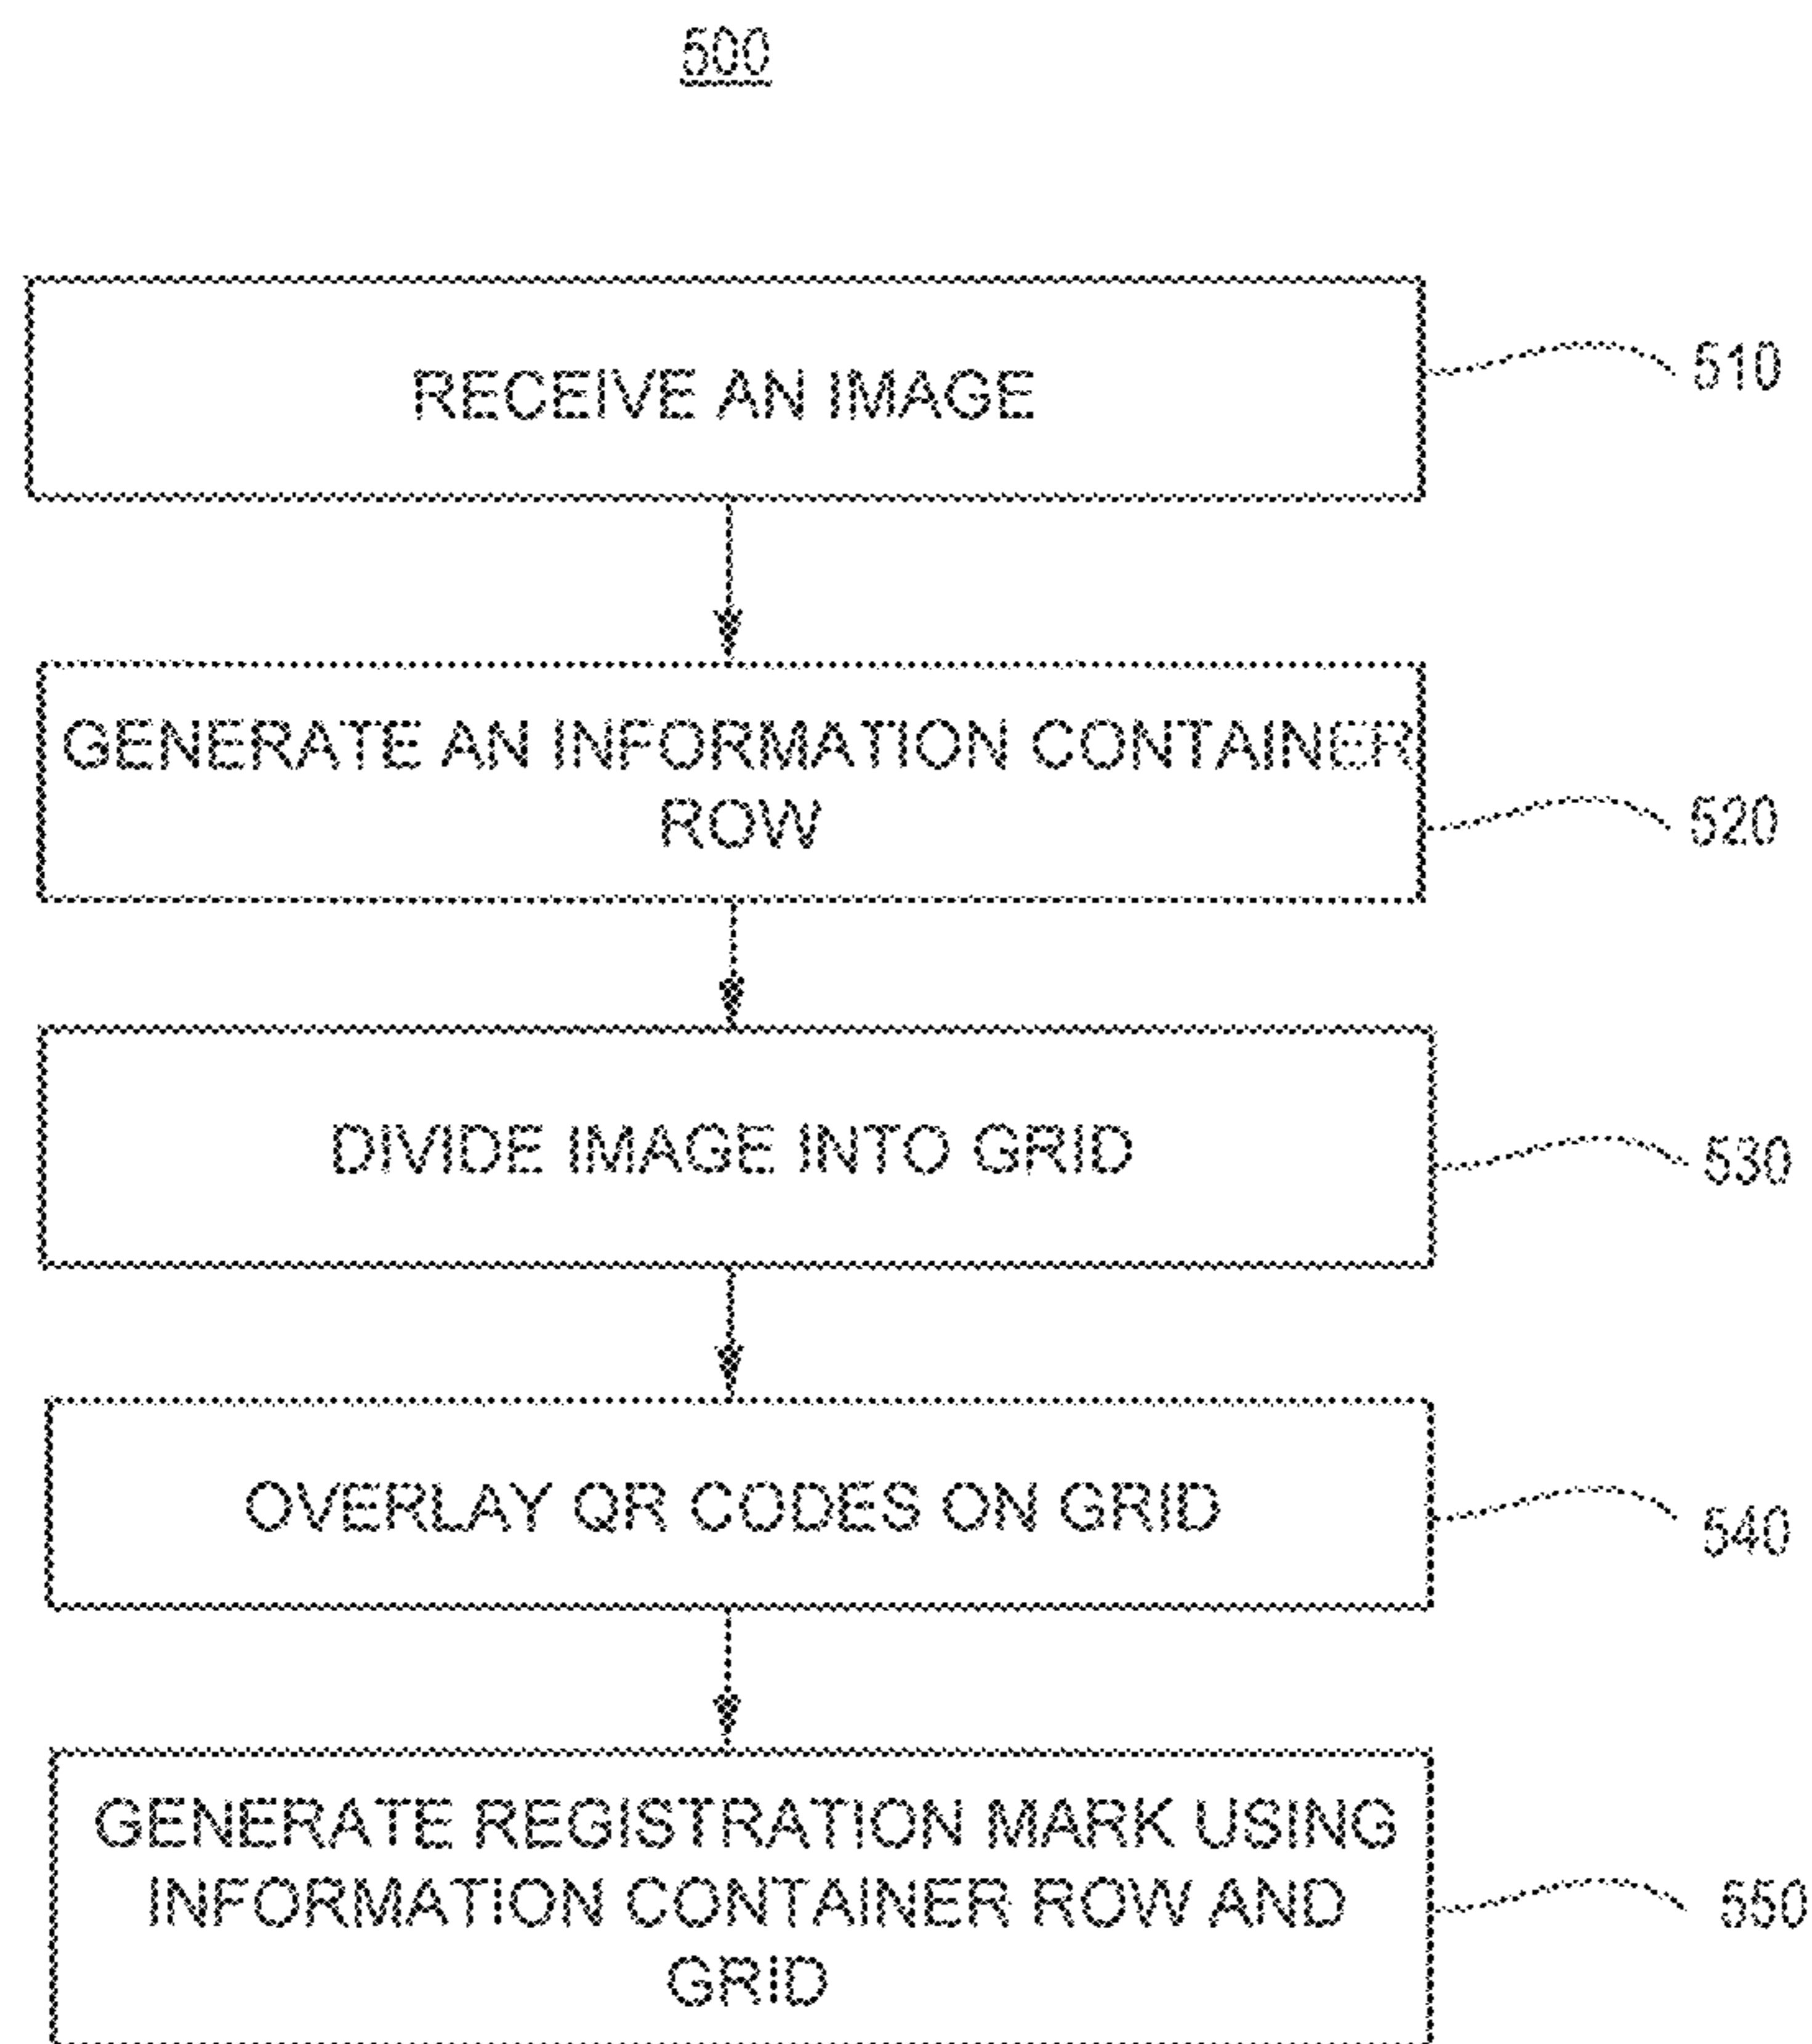 500
RECEIVE AN IMAGE
510
GENERATE AN INFORMATION CONTAINER
ROW
520
DIVIDE IMAGE INTO GRID
530
OVERLAY QR CODES ON GRID
540
GENERATE REGISTRATION MARK USING
INFORMATION CONTAINER ROW AND
GRID
550